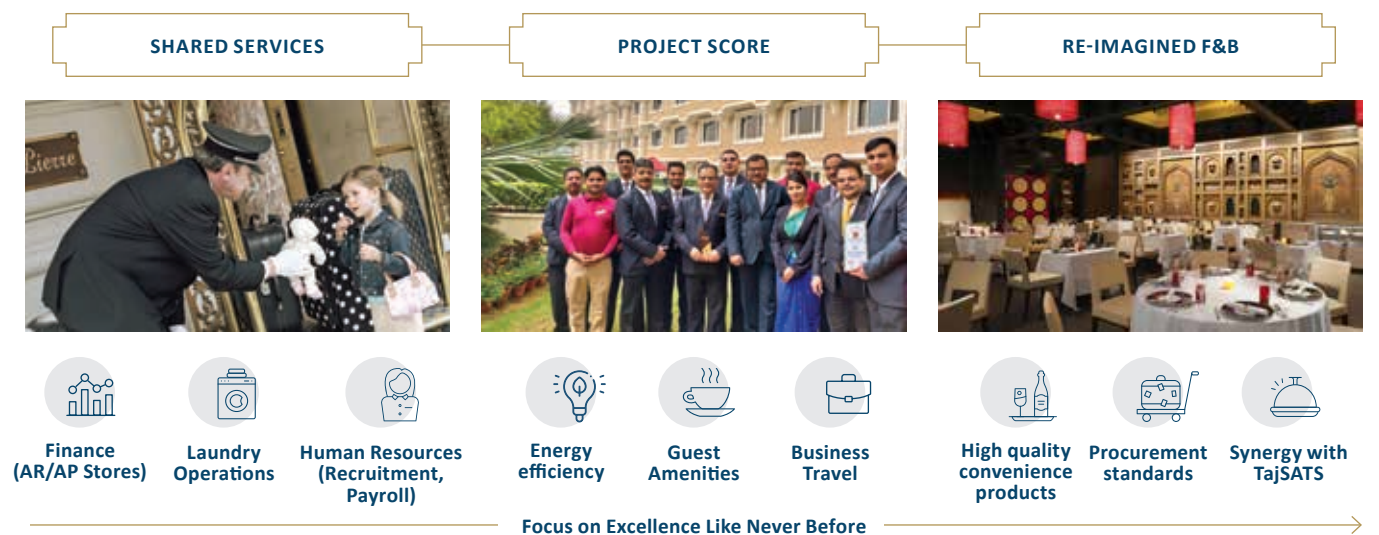 SHARED SERVICES
PROJECT SCORE
RE-IMAGINED F&B
Pierre
Finance
(AR/AP Stores)
Laundry
Operations
Human Resources
(Recruitment,
Payroll)
Energy
efficiency
Guest
Amenities
Business
Travel
High quality
convenience
products
Procurement
standards
Synergy with
TajSATS
Focus on Excellence Like Never Before